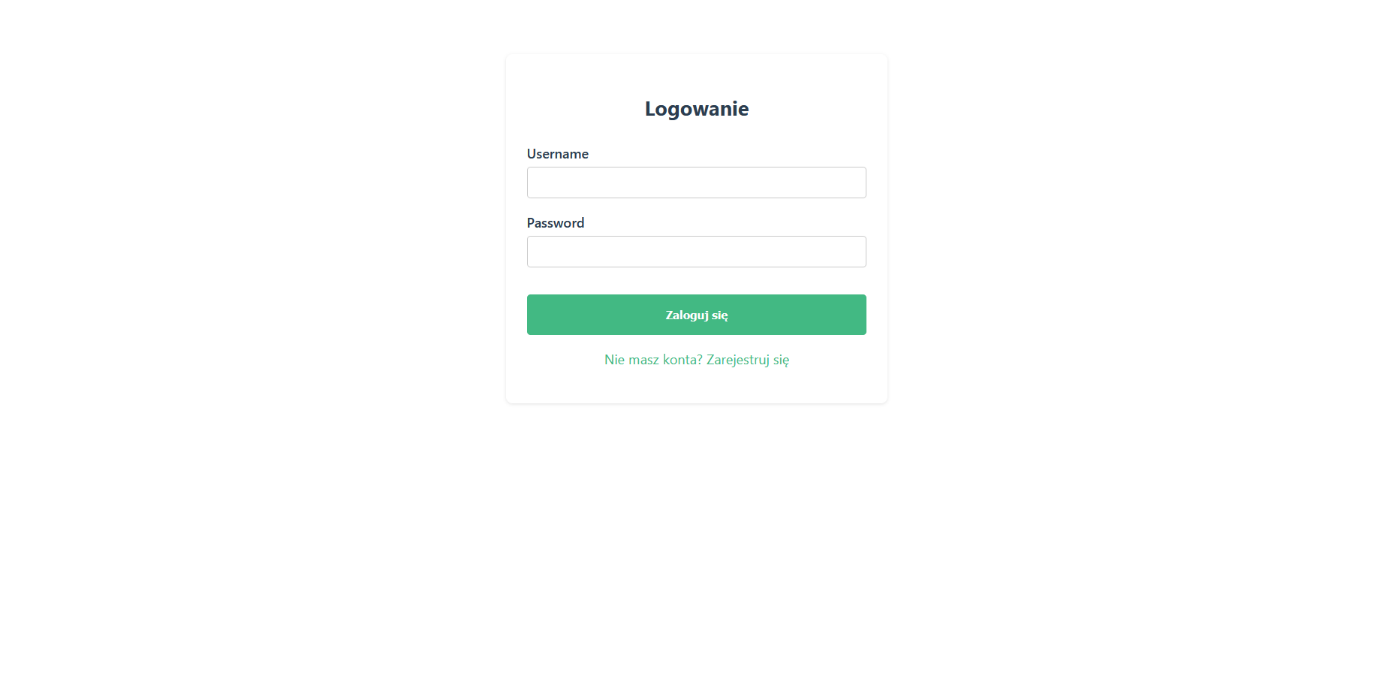 Logowanie
Username
Password
Zaloguj się
Nie masz konta? Zarejestruj się